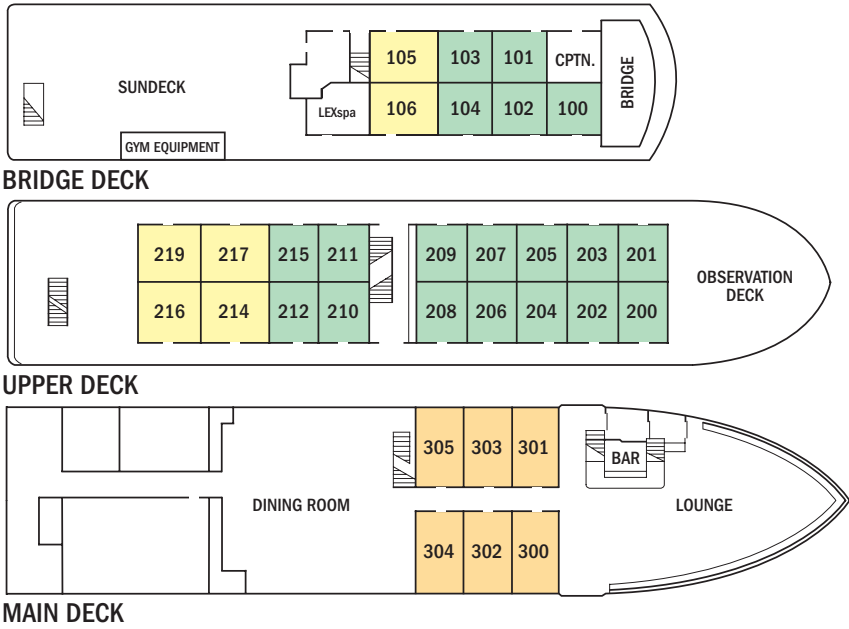 105 103 101 CPTN.
BRIDGE
SUNDECK
LEXspa
106 104 102 100
GYM EQUIPMENT
BRIDGE DECK
219 217 215 211 209 207 205 203 201
OBSERVATION
DECK
216 214 212 210 208 206 204 202 200
UPPER DECK
305 303 301
BAR
DINING ROOM
LOUNGE
304 302 300
MAIN DECK